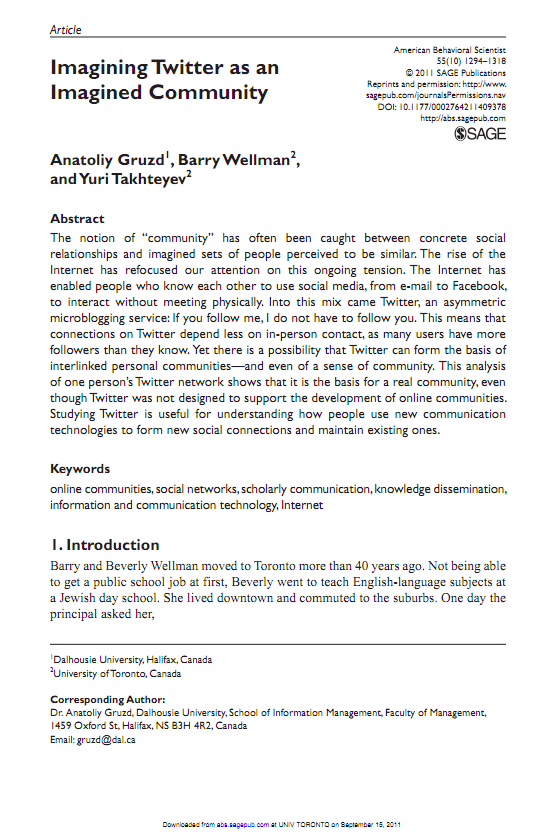 Article
American Behavioral Scientist
55(10) 1294–1318
© 2011 SAGE Publications
Reprints and permission: http://www.
sagepub.com/journalsPermissions.nav
DOI: 10.1177/0002764211409378
http://abs.sagepub.com
SAGE
Imagining Twitter as an
Imagined Community
Anatoliy Gruzd1, Barry Wellman2,
and Yuri Takhteyev2
Abstract
The notion of “community” has often been caught between concrete social
relationships and imagined sets of people perceived to be similar. The rise of the
Internet has refocused our attention on this ongoing tension. The Internet has
enabled people who know each other to use social media, from e-mail to Facebook,
to interact without meeting physically. Into this mix came Twitter, an asymmetric
microblogging service: If you follow me, I do not have to follow you. This means that
connections on Twitter depend less on in-person contact, as many users have more
followers than they know. Yet there is a possibility that Twitter can form the basis of
interlinked personal communities—and even of a sense of community. This analysis
of one person’s Twitter network shows that it is the basis for a real community, even
though Twitter was not designed to support the development of online communities.
Studying Twitter is useful for understanding how people use new communication
technologies to form new social connections and maintain existing ones.
Keywords
online communities, social networks, scholarly communication, knowledge dissemination,
information and communication technology, Internet
1. Introduction
Barry and Beverly Wellman moved to Toronto more than 40 years ago. Not being able
to get a public school job at first, Beverly went to teach English-language subjects at
a Jewish day school. She lived downtown and commuted to the suburbs. One day the
principal asked her,
1Dalhousie University, Halifax, Canada
2University of Toronto, Canada
Corresponding Author:
Dr. Anatoliy Gruzd, Dalhousie University, School of Information Management, Faculty of Management,
1459 Oxford St, Halifax, NS B3H 4R2, Canada
Email: gruzd@dal.ca
Downloaded from abs.sagepub.com at UNIV TORONTO on September 15, 2011